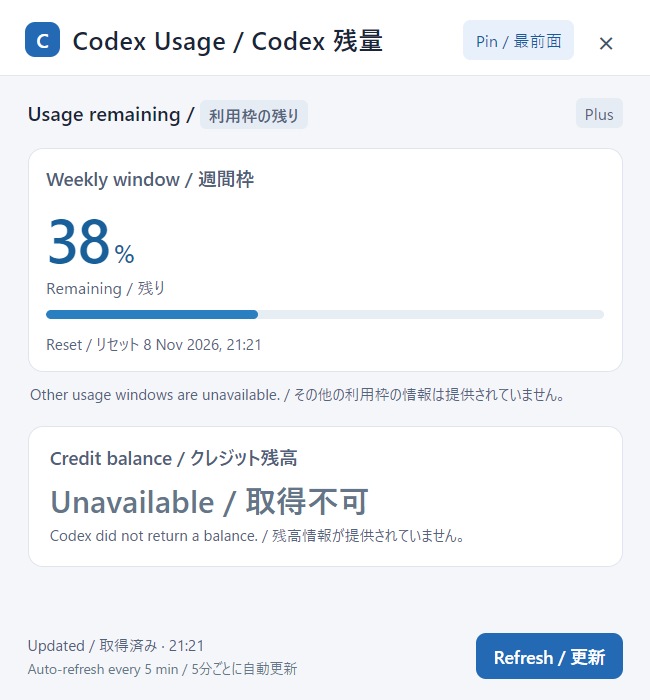 C Codex Usage / Codex 残量
Pin / 最前面 ×
Usage remaining / 利用枠の残り
Plus
Weekly window / 週間枠
38%
Remaining / 残り
Reset / リセット 8 Nov 2026, 21:21
Other usage windows are unavailable. / その他の利用枠の情報は提供されていません。
Credit balance / クレジット残高
Unavailable / 取得不可
Codex did not return a balance. / 残高情報が提供されていません。
Updated / 取得済み · 21:21
Auto-refresh every 5 min / 5分ごとに自動更新
Refresh / 更新